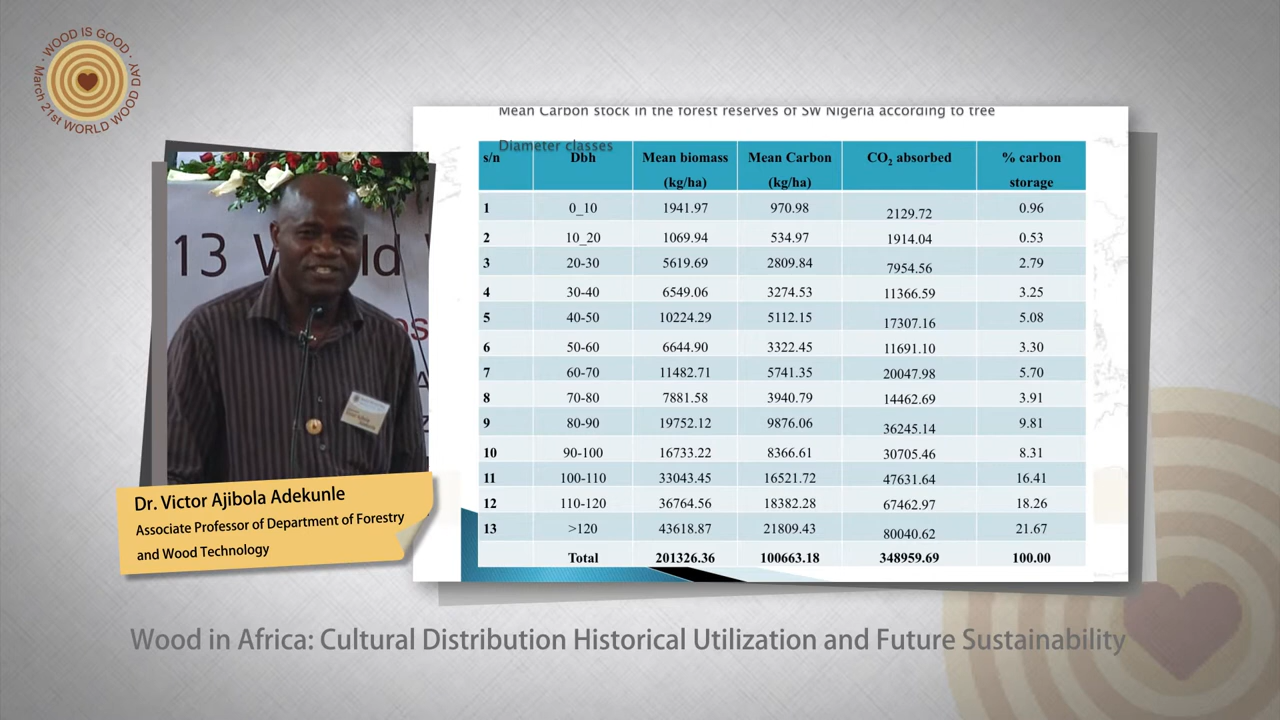 WOOD IS GOOD · WOOD DAY
March 21st WORLD
13 World W
Dr. Victor Ajibola Adekunle
Associate Professor of Department of Forestry
and Wood Technology
Mean Carbon stock in the forest reserves of SW Nigeria according to tree
Diameter classes
s/n Dbh Mean biomass (kg/ha) Mean Carbon (kg/ha) CO₂ absorbed % carbon storage
1 0_10 1941.97 970.98 2129.72 0.96
2 10_20 1069.94 534.97 1914.04 0.53
3 20-30 5619.69 2809.84 7954.56 2.79
4 30-40 6549.06 3274.53 11366.59 3.25
5 40-50 10224.29 5112.15 17307.16 5.08
6 50-60 6644.90 3322.45 11691.10 3.30
7 60-70 11482.71 5741.35 20047.98 5.70
8 70-80 7881.58 3940.79 14462.69 3.91
9 80-90 19752.12 9876.06 36245.14 9.81
10 90-100 16733.22 8366.61 30705.46 8.31
11 100-110 33043.45 16521.72 47631.64 16.41
12 110-120 36764.56 18382.28 67462.97 18.26
13 >120 43618.87 21809.43 80040.62 21.67
Total 201326.36 100663.18 348959.69 100.00
Wood in Africa: Cultural Distribution Historical Utilization and Future Sustainability